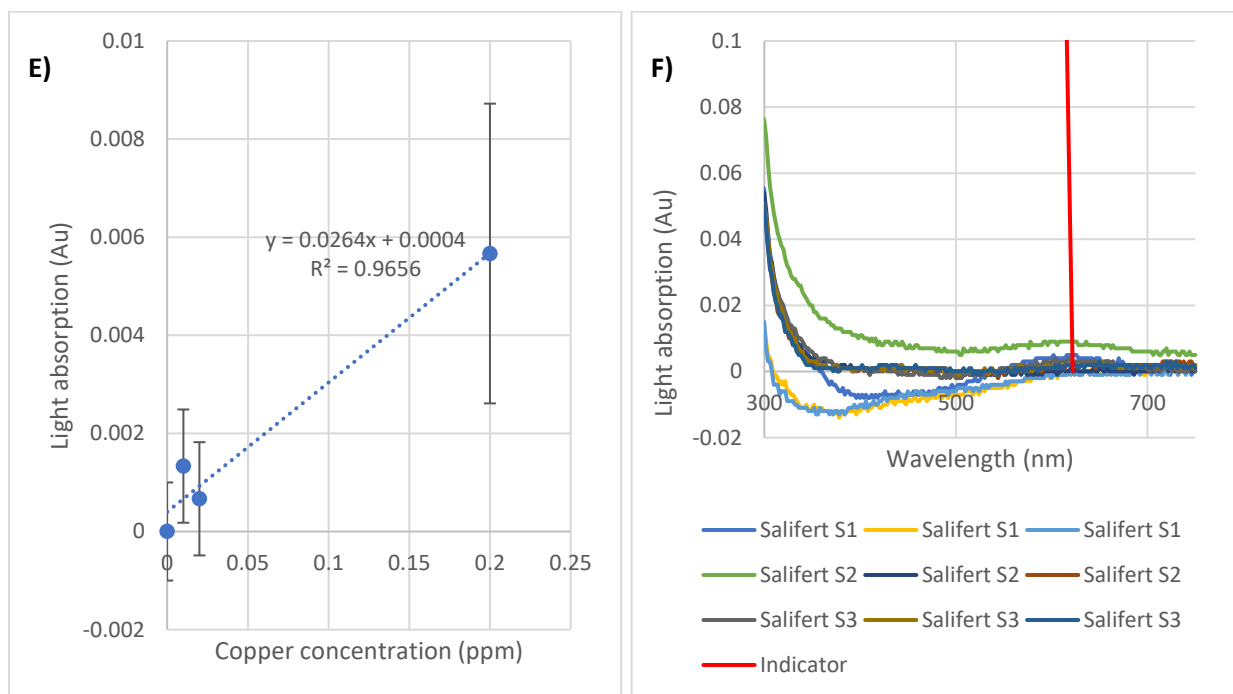 E)
0.01
0.008
0.006
0.004
0.002
0
-0.002
Light absorption (Au)
y = 0.0264x + 0.0004
R² = 0.9656
0 0.05 0.1 0.15 0.2 0.25
Copper concentration (ppm)
F)
0.1
0.08
0.06
0.04
0.02
0
-0.02
Light absorption (Au)
300 500 700
Wavelength (nm)
Salifert S1 Salifert S1 Salifert S1
Salifert S2 Salifert S2 Salifert S2
Salifert S3 Salifert S3 Salifert S3
Indicator